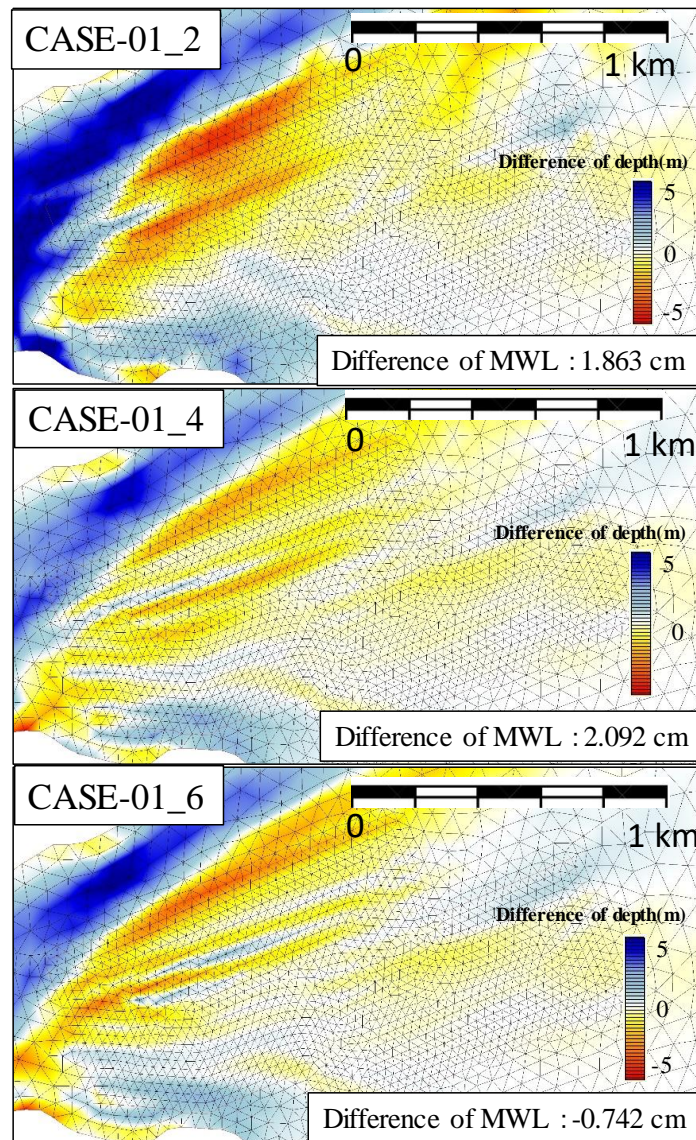 CASE-01_2
0
1 km
Difference of depth(m)
5
0
-5
Difference of MWL : 1.863 cm
CASE-01_4
0
1 km
Difference of depth(m)
5
0
Difference of MWL : 2.092 cm
CASE-01_6
0
1 km
Difference of depth(m)
5
0
-5
Difference of MWL :-0.742 cm